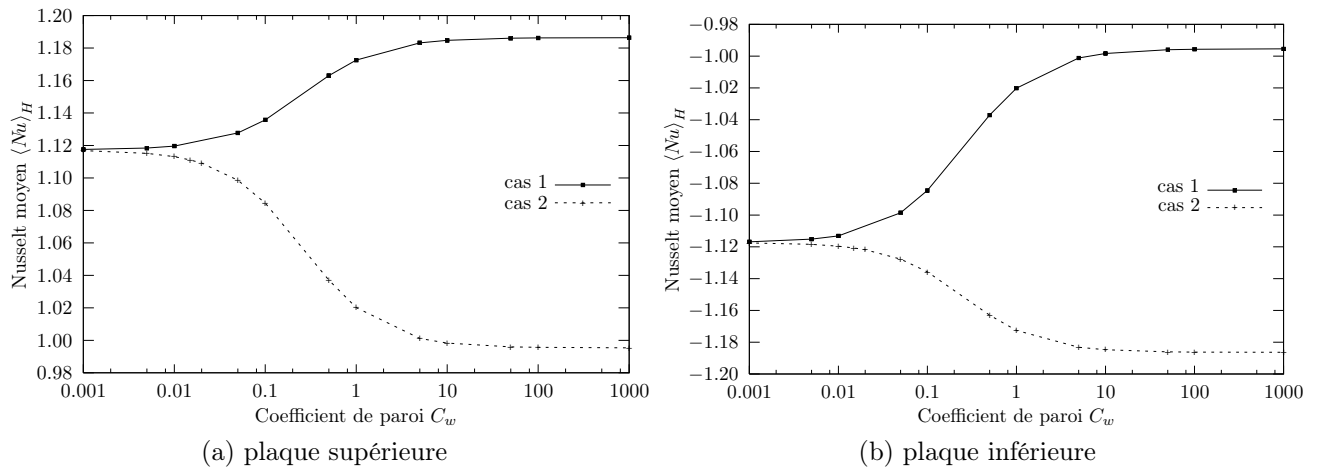 1.20
1.18
1.16
1.14
1.12
1.10
1.08
1.06
1.04
1.02
1.00
0.98
Nusselt moyen ⟨Nu⟩_H
cas 1
cas 2
0.001 0.01 0.1 1 10 100 1000
Coefficient de paroi C_w
(a) plaque supérieure
−0.98
−1.00
−1.02
−1.04
−1.06
−1.08
−1.10
−1.12
−1.14
−1.16
−1.18
−1.20
Nusselt moyen ⟨Nu⟩_H
cas 1
cas 2
0.001 0.01 0.1 1 10 100 1000
Coefficient de paroi C_w
(b) plaque inférieure